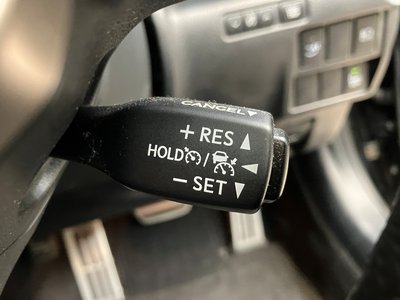 CANCEL
+ RES
HOLD /
− SET